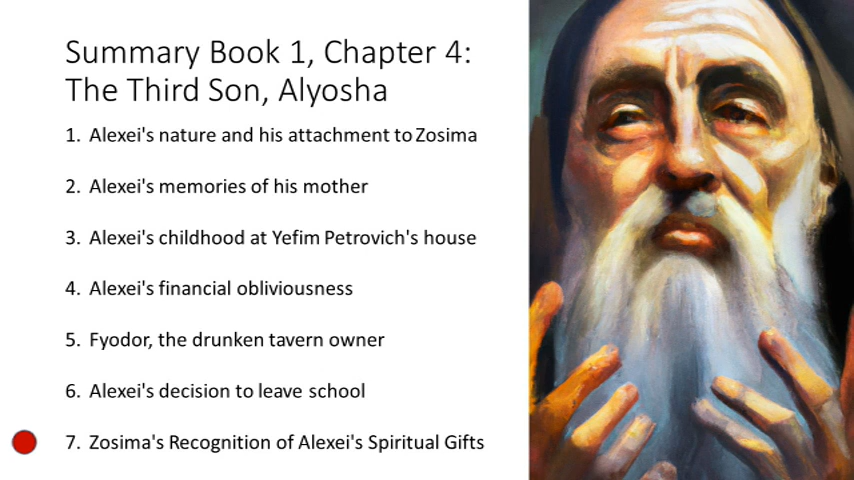 Summary Book 1, Chapter 4:
The Third Son, Alyosha
1. Alexei's nature and his attachment to Zosima
2. Alexei's memories of his mother
3. Alexei's childhood at Yefim Petrovich's house
4. Alexei's financial obliviousness
5. Fyodor, the drunken tavern owner
6. Alexei's decision to leave school
7. Zosima's Recognition of Alexei's Spiritual Gifts